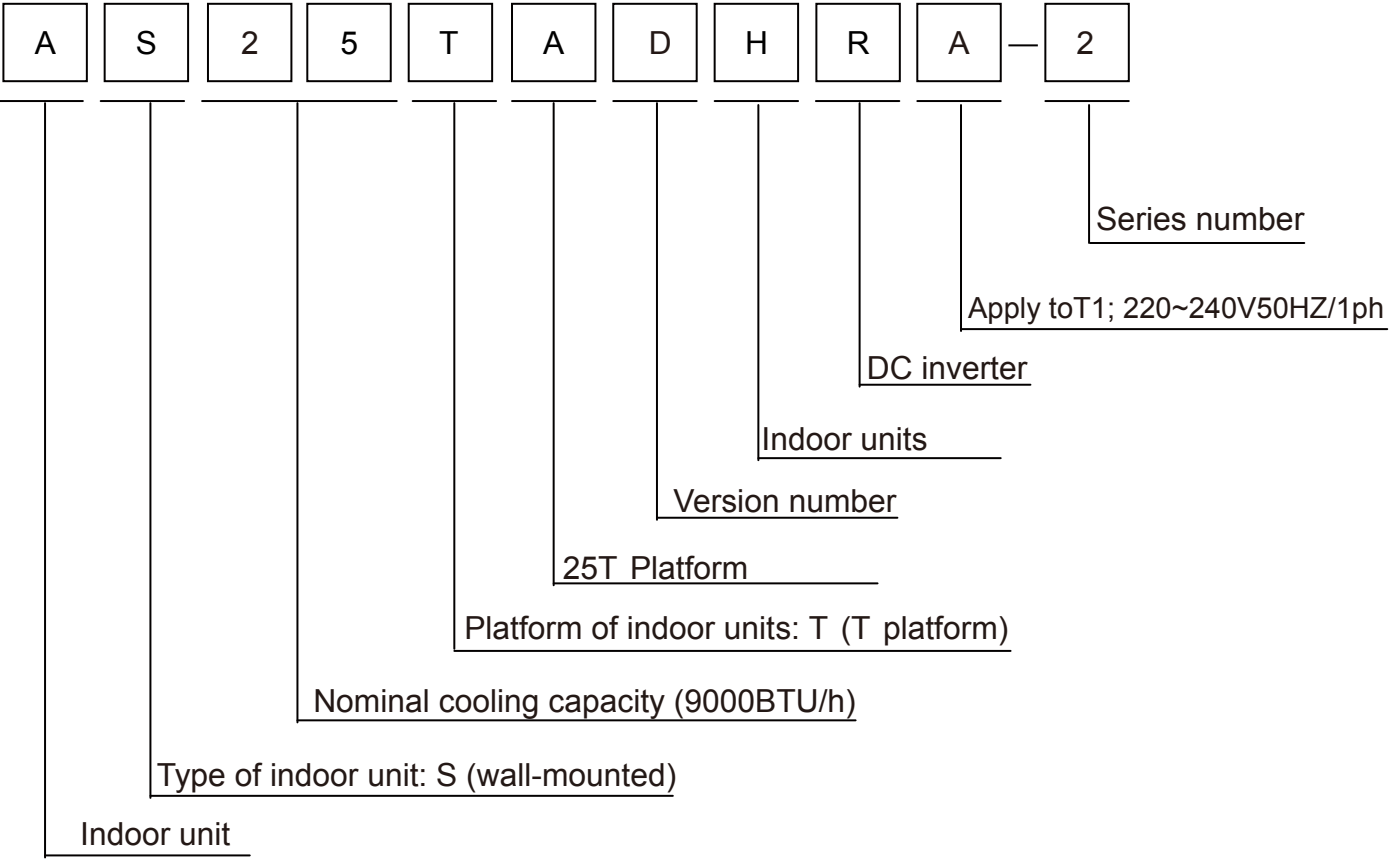 A S 2 5 T A D H R A — 2
Series number
Apply toT1; 220~240V50HZ/1ph
DC inverter
Indoor units
Version number
25T Platform
Platform of indoor units: T (T platform)
Nominal cooling capacity (9000BTU/h)
Type of indoor unit: S (wall-mounted)
Indoor unit